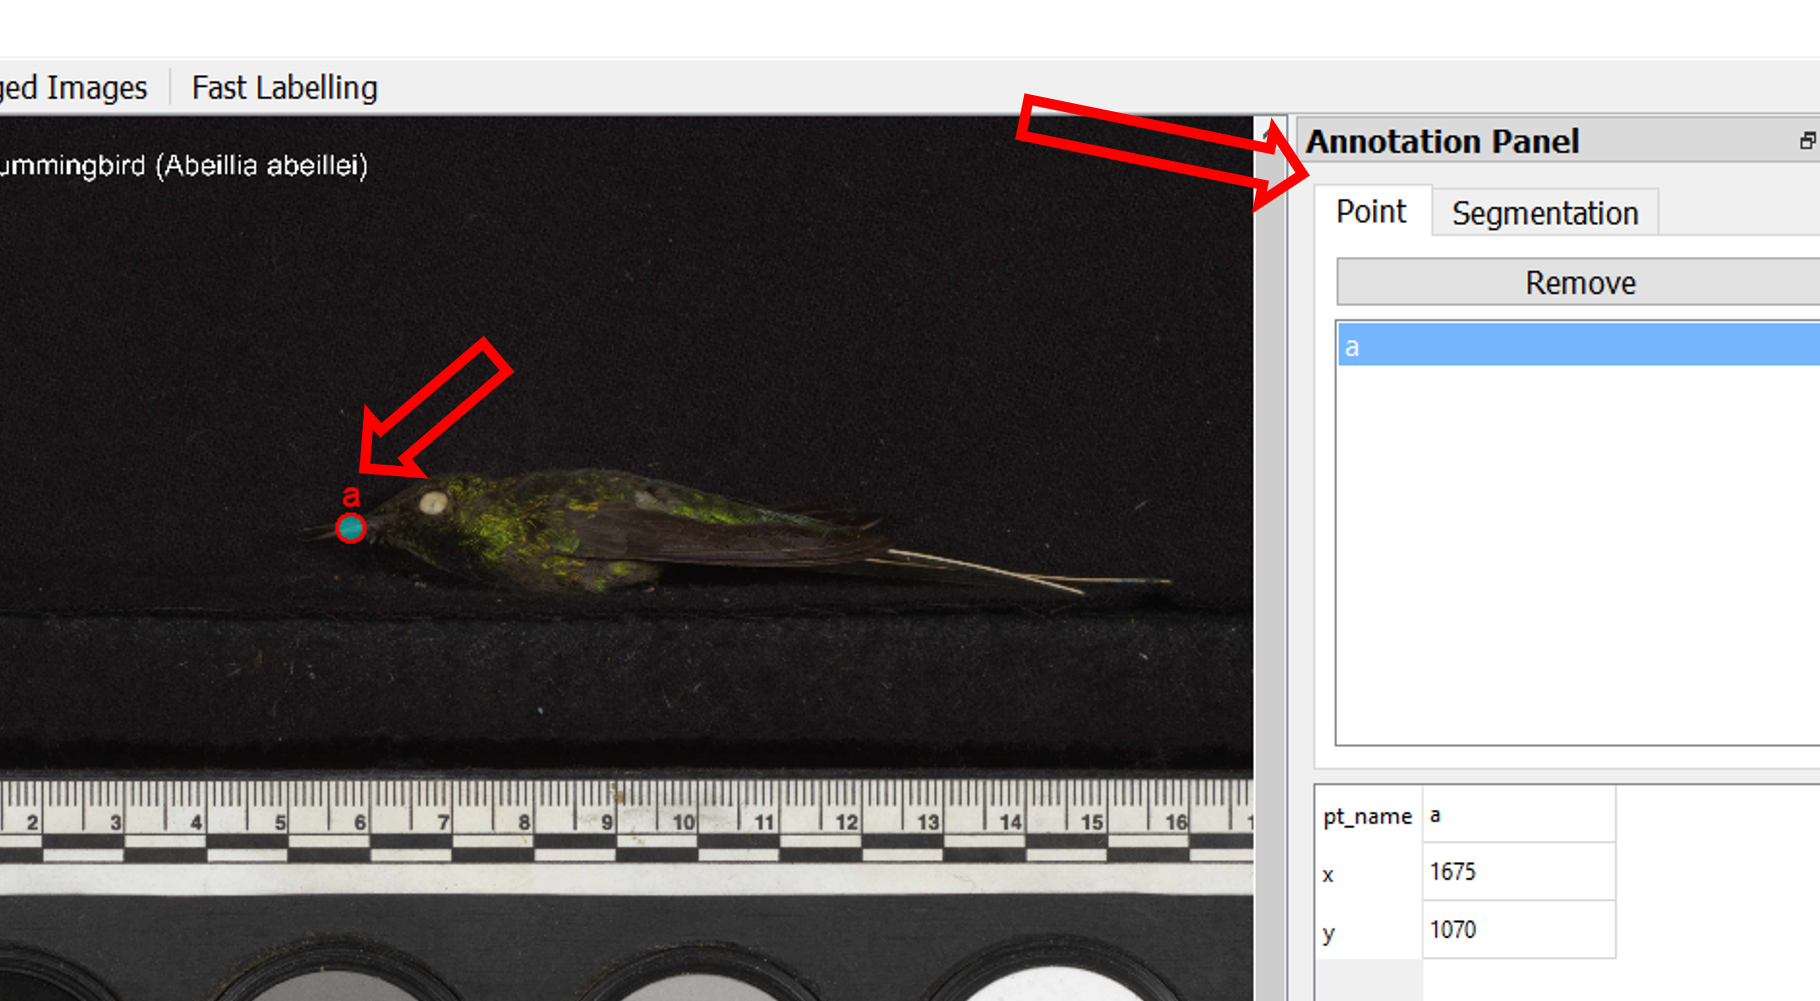 ged Images Fast Labelling
ummingbird (Abeillia abeillei)
Annotation Panel
Point Segmentation
Remove
a
a
2 3 4 5 6 7 8 9 10 11 12 13 14 15 16
pt_name a
x 1675
y 1070